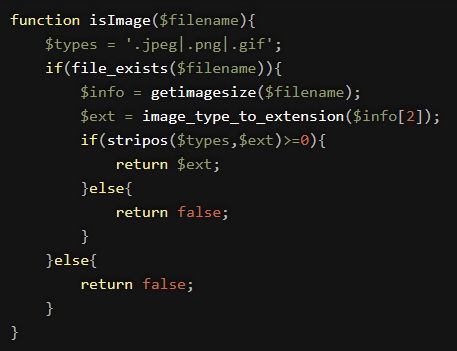 function isImage($filename){
    $types = '.jpeg|.png|.gif';
    if(file_exists($filename)){
        $info = getimagesize($filename);
        $ext = image_type_to_extension($info[2]);
        if(stripos($types,$ext)>=0){
            return $ext;
        }else{
            return false;
        }
    }else{
        return false;
    }
}